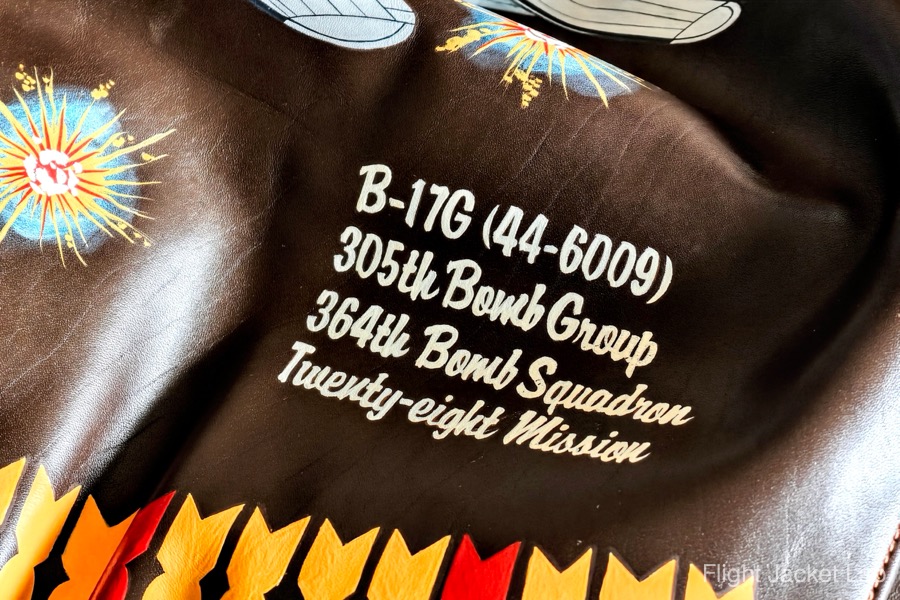 B-17G (44-6009)
305th Bomb Group
364th Bomb Squadron
Twenty-eight Mission
Flight Jacket Lab